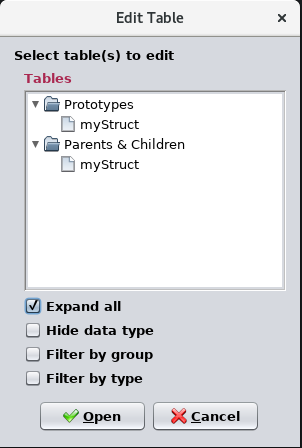 Edit Table
Select table(s) to edit
Tables
Prototypes
myStruct
Parents & Children
myStruct
Expand all
Hide data type
Filter by group
Filter by type
Open
Cancel